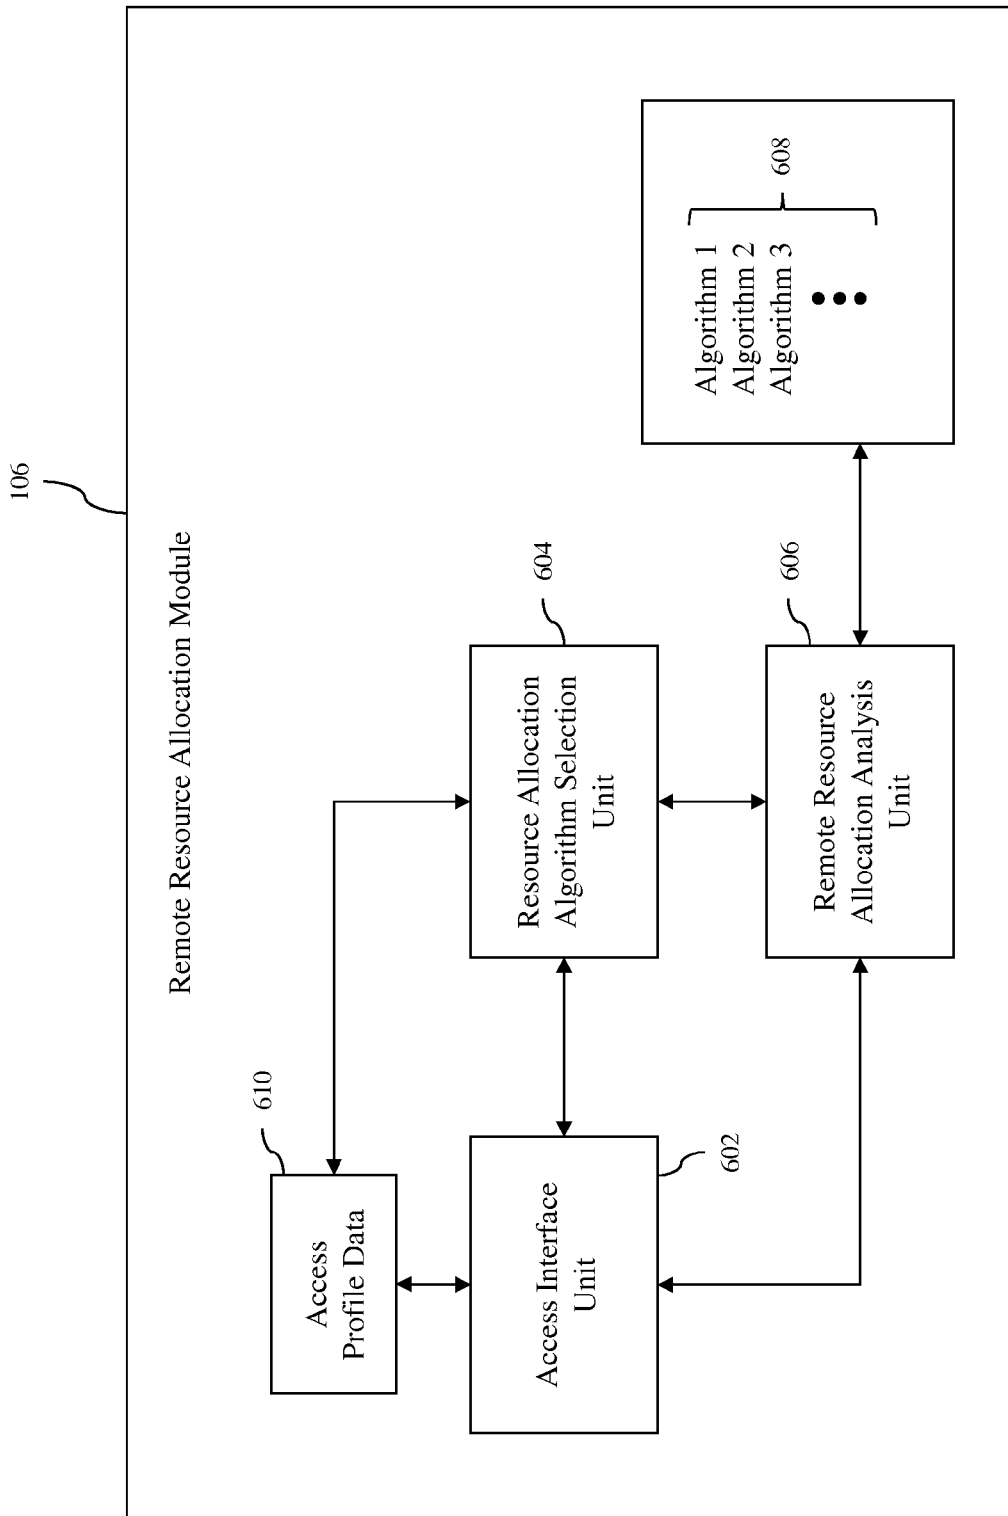 106
Remote Resource Allocation Module
610
Access
Profile Data
Access Interface
Unit
602
Resource Allocation
Algorithm Selection
Unit
604
Remote Resource
Allocation Analysis
Unit
606
Algorithm 1
Algorithm 2
Algorithm 3
608